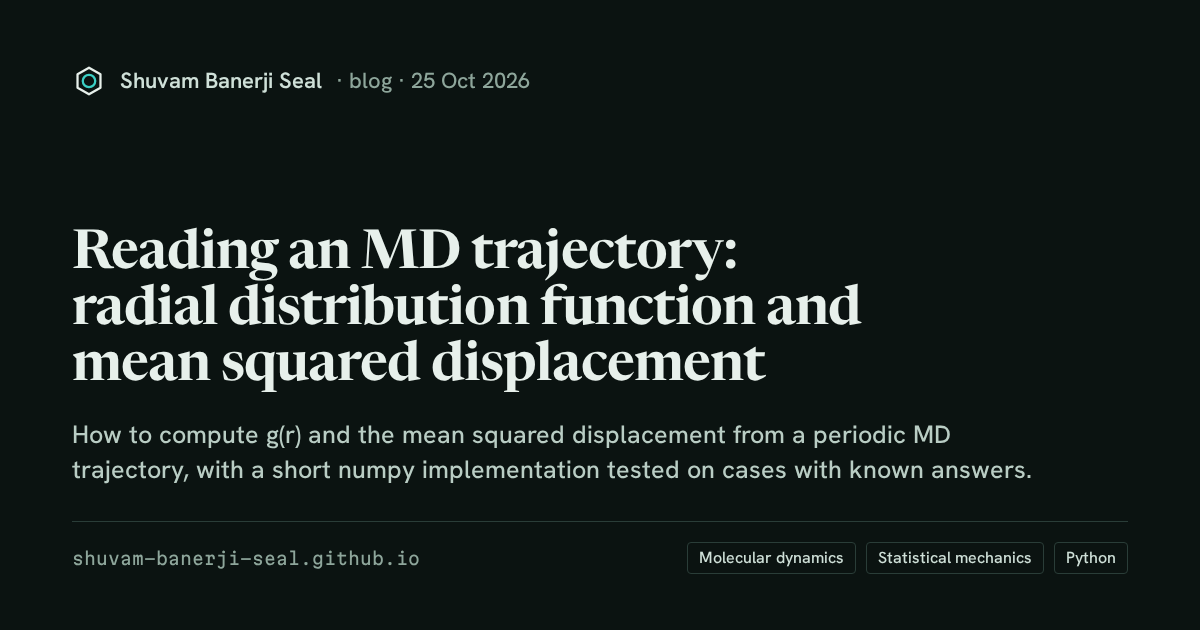 Shuvam Banerji Seal · blog · 25 Oct 2026
Reading an MD trajectory:
radial distribution function and
mean squared displacement
How to compute g(r) and the mean squared displacement from a periodic MD
trajectory, with a short numpy implementation tested on cases with known answers.
shuvam-banerji-seal.github.io
Molecular dynamics
Statistical mechanics
Python